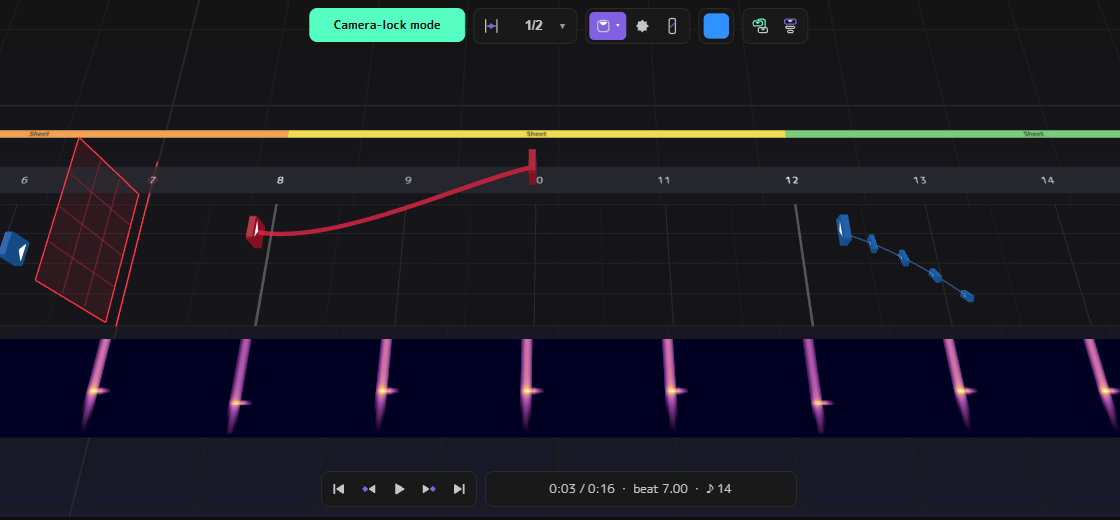 Camera-lock mode
1/2
Sheet Sheet Sheet
6 7 8 9 0 11 12 13 14
0:03 / 0:16 · beat 7.00 · ♪ 14